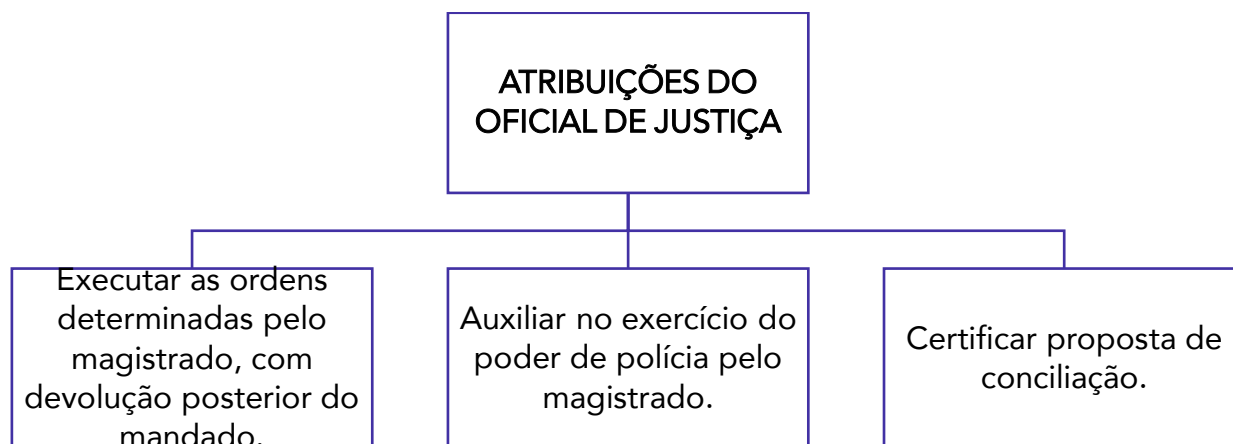 ATRIBUIÇÕES DO
OFICIAL DE JUSTIÇA
Executar as ordens
determinadas pelo
magistrado, com
devolução posterior do
mandado.
Auxiliar no exercício do
poder de polícia pelo
magistrado.
Certificar proposta de
conciliação.